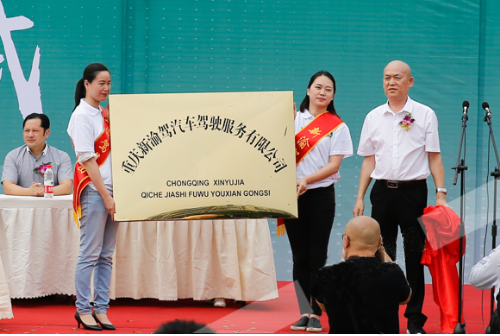 重庆新渝驾汽车驾驶服务有限公司
CHONGQING XINYUJIA
QICHE JIASHI FUWU YOUXIAN GONGSI